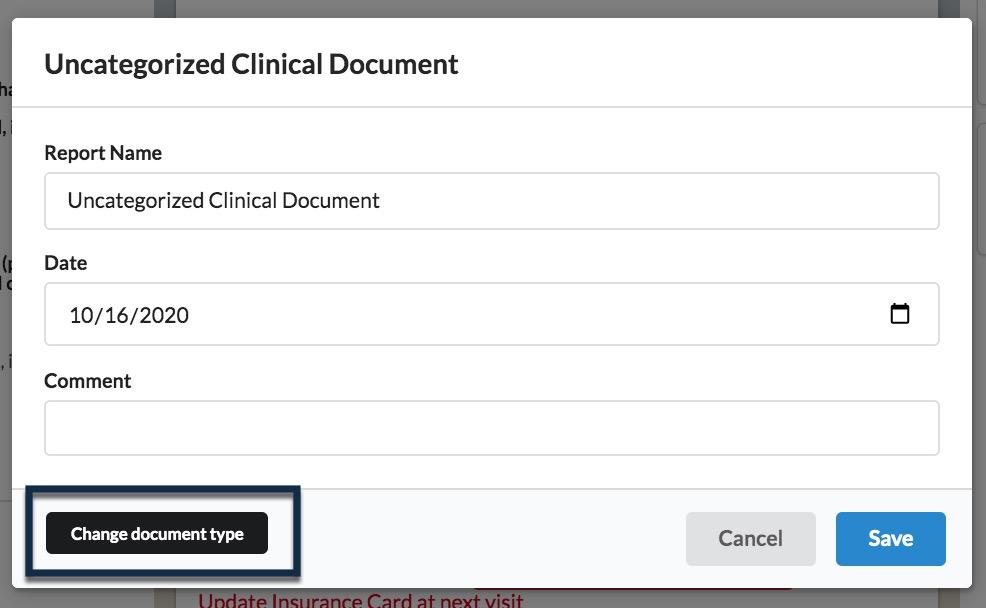 Uncategorized Clinical Document
Report Name
Uncategorized Clinical Document
Date
10/16/2020
Comment
Change document type
Cancel
Save
Update Insurance Card at next visit